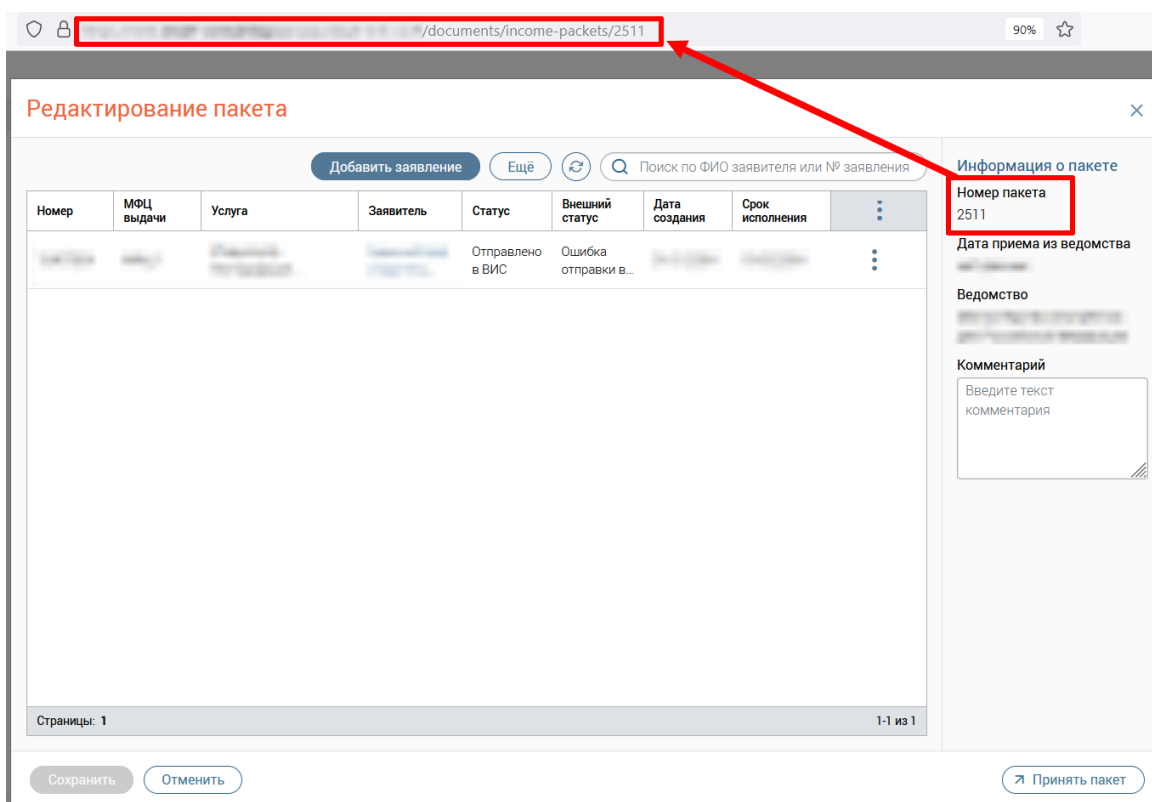 /documents/income-packets/2511
90%
Редактирование пакета
Добавить заявление
Ещё
Поиск по ФИО заявителя или № заявления
Номер
МФЦ
выдачи
Услуга
Заявитель
Статус
Внешний
статус
Дата
создания
Срок
исполнения
Отправлено
в ВИС
Ошибка
отправки в...
Страницы: 1
1-1 из 1
Информация о пакете
Номер пакета
2511
Дата приема из ведомства
Ведомство
Комментарий
Введите текст
комментария
Сохранить
Отменить
Принять пакет